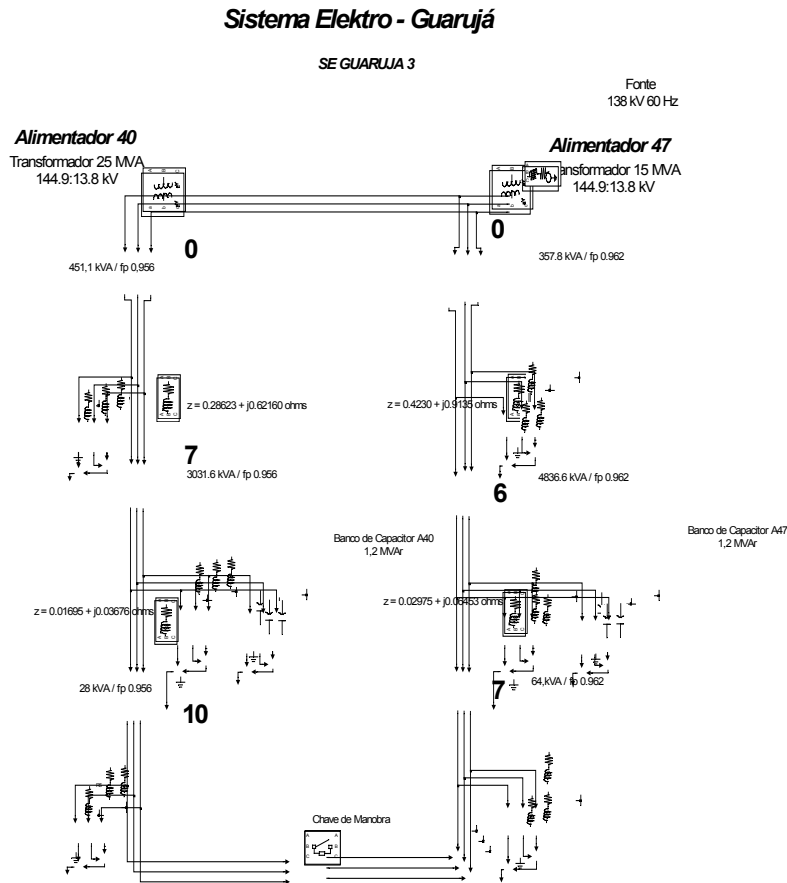 Sistema Elektro - Guarujá
SE GUARUJA 3
Fonte
138 kV 60 Hz
Alimentador 40
Transformador 25 MVA
144.9:13.8 kV
Alimentador 47
ansformador 15 MVA
144.9:13.8 kV
0
0
451,1 kVA / fp 0,956
357.8 kVA / fp 0.962
z = 0.28623 + j0.62160 ohms
z = 0.4230 + j0.9135 ohms
7
3031.6 kVA / fp 0.956
4836.6 kVA / fp 0.962
6
Banco de Capacitor A40
1,2 MVAr
Banco de Capacitor A47
1,2 MVAr
z = 0.01695 + j0.03676 ohms
z = 0.02975 + j0.06453 ohms
28 kVA / fp 0.956
10
7
64,kVA / fp 0.962
Chave de Manobra